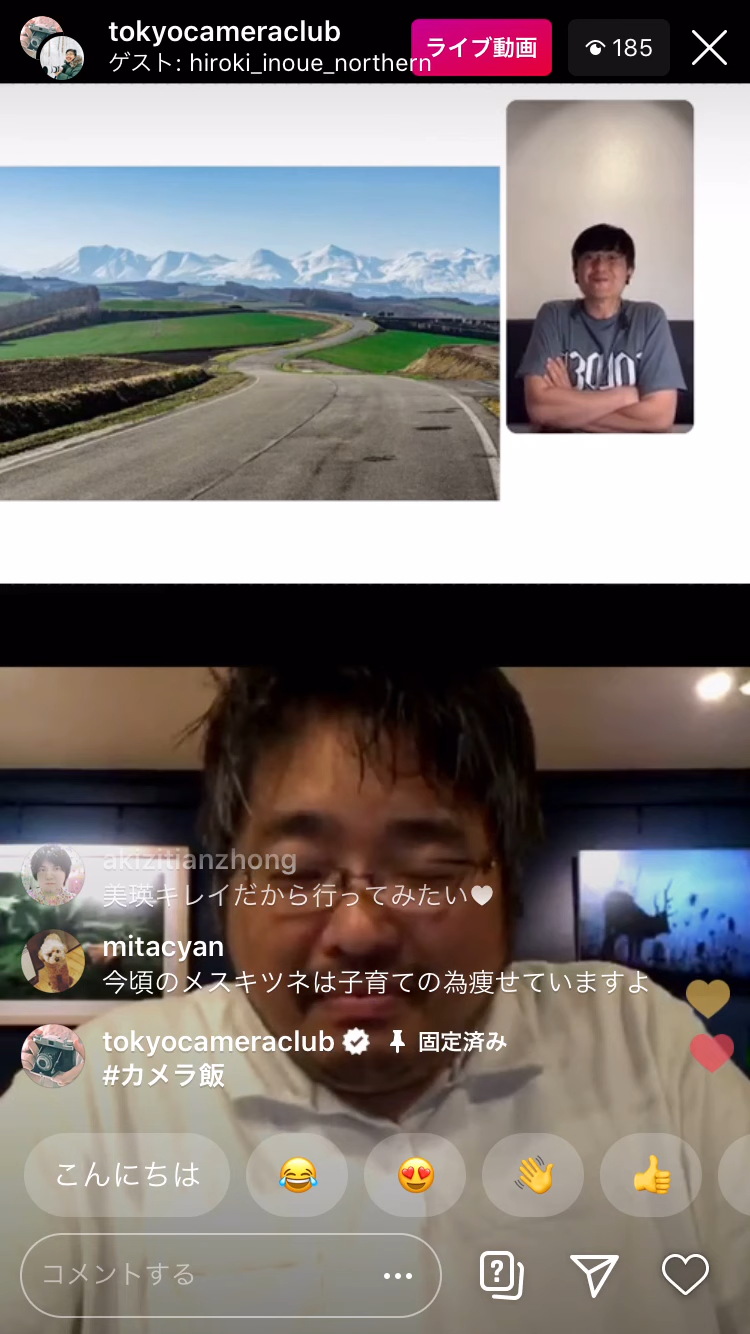 tokyocameraclub
ゲスト: hiroki_inoue_northern
ライブ動画
185
akizitianzhong
美瑛キレイだから行ってみたい🤍
mitacyan
今頃のメスキツネは子育ての為痩せていますよ
tokyocameraclub 固定済み
#カメラ飯
こんにちは 😂 😍 👋 👍
コメントする